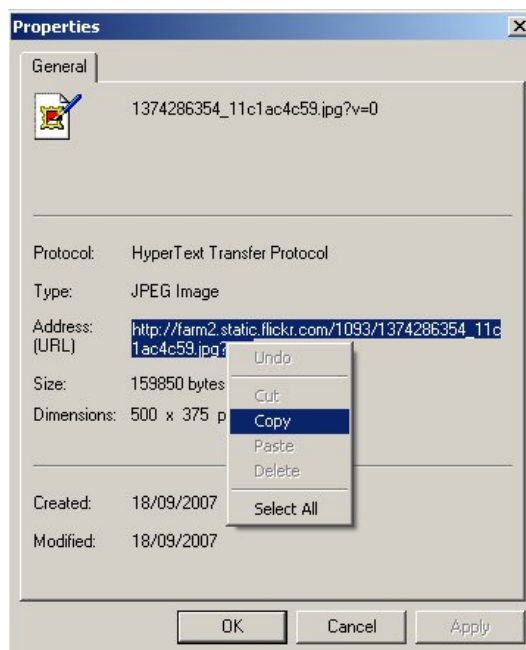 Properties
General
1374286354_11c1ac4c59.jpg?v=0
Protocol: HyperText Transfer Protocol
Type: JPEG Image
Address: http://farm2.static.flickr.com/1093/1374286354_11c
(URL) 1ac4c59.jpg?
Undo
Size: 159850 bytes
Cut
Dimensions: 500 x 375 p
Copy
Paste
Delete
Created: 18/09/2007
Select All
Modified: 18/09/2007
OK Cancel Apply